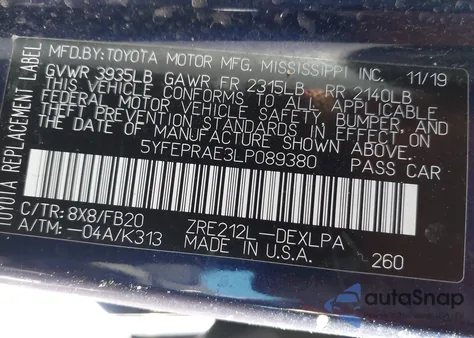 TOYOTA REPLACEMENT LABEL
MFD.BY: TOYOTA MOTOR MFG. MISSISSIPPI INC. 11/19
GVWR 3935LB GAWR FR 2315LB RR 2140LB
THIS VEHICLE CONFORMS TO ALL APPLICABLE
FEDERAL MOTOR VEHICLE SAFETY, BUMPER, AND
THEFT PREVENTION STANDARDS IN EFFECT ON
THE DATE OF MANUFACTURE SHOWN ABOVE.
5YFEPRAE3LP089380 PASS CAR
C/TR: 8X8/FB20 ZRE212L-DEXLPA
A/TM: -04A/K313 MADE IN U.S.A. 260
autoSnap